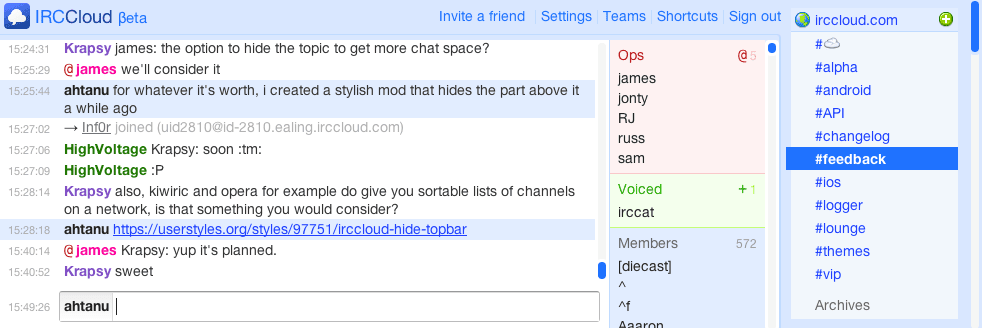 IRCCloud βeta
Invite a friend Settings Teams Shortcuts Sign out
15:24:31 Krapsy james: the option to hide the topic to get more chat space?
15:25:29 @james we'll consider it
15:25:44 ahtanu for whatever it's worth, i created a stylish mod that hides the part above it
a while ago
15:27:02 → Inf0r joined (uid2810@id-2810.ealing.irccloud.com)
15:27:06 HighVoltage Krapsy: soon :tm:
15:27:09 HighVoltage :P
15:28:14 Krapsy also, kiwiric and opera for example do give you sortable lists of channels
on a network, is that something you would consider?
15:28:18 ahtanu https://userstyles.org/styles/97751/irccloud-hide-topbar
15:40:14 @james Krapsy: yup it's planned.
15:40:52 Krapsy sweet
15:49:26 ahtanu
Ops @5
james
jonty
RJ
russ
sam
Voiced +1
irccat
Members 572
[diecast]
^
^f
Aaaron
irccloud.com
#☁
#alpha
#android
#API
#changelog
#feedback
#ios
#logger
#lounge
#themes
#vip
Archives